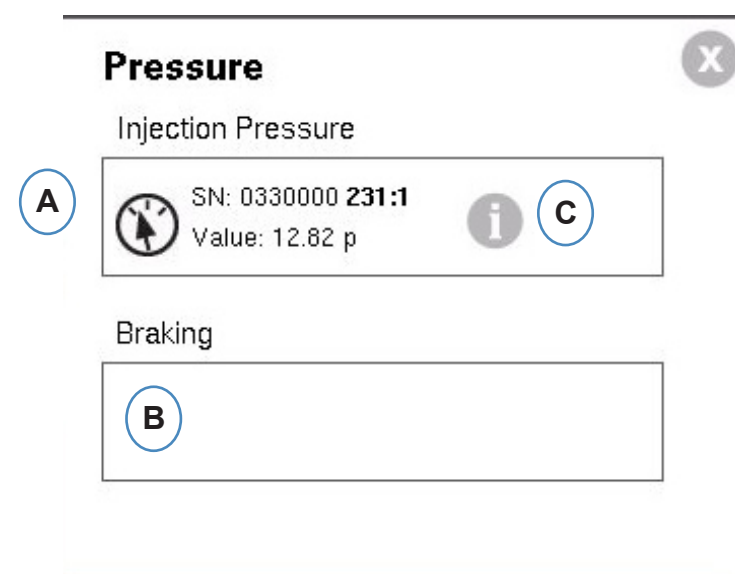 Pressure
X
Injection Pressure
A
SN: 0330000 231:1
Value: 12.82 p
i
C
Braking
B